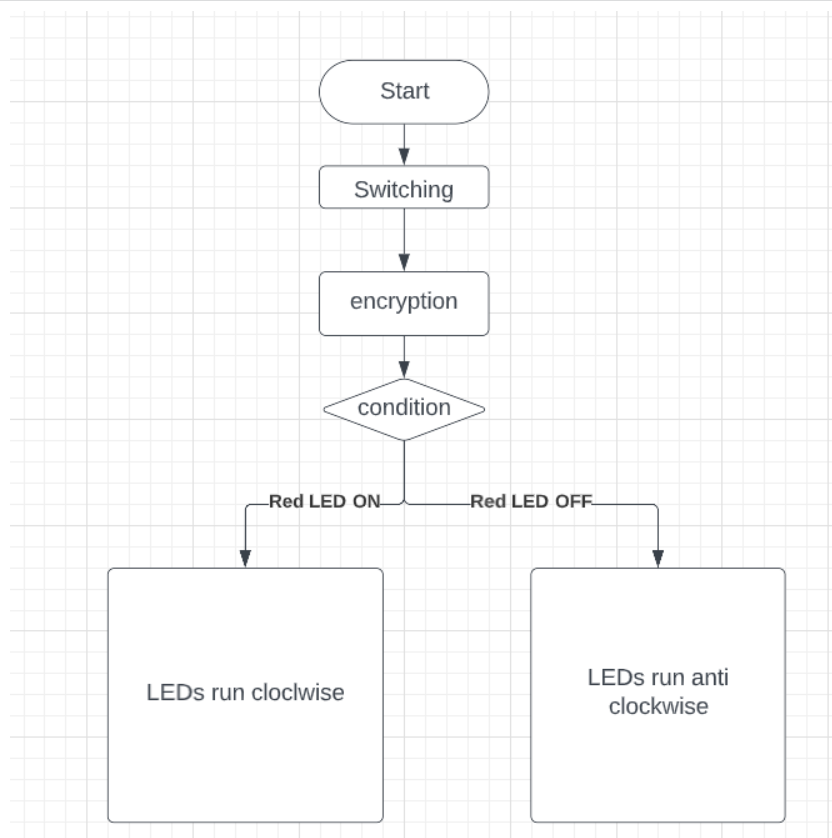 Start
Switching
encryption
condition
Red LED ON
Red LED OFF
LEDs run cloclwise
LEDs run anti
clockwise